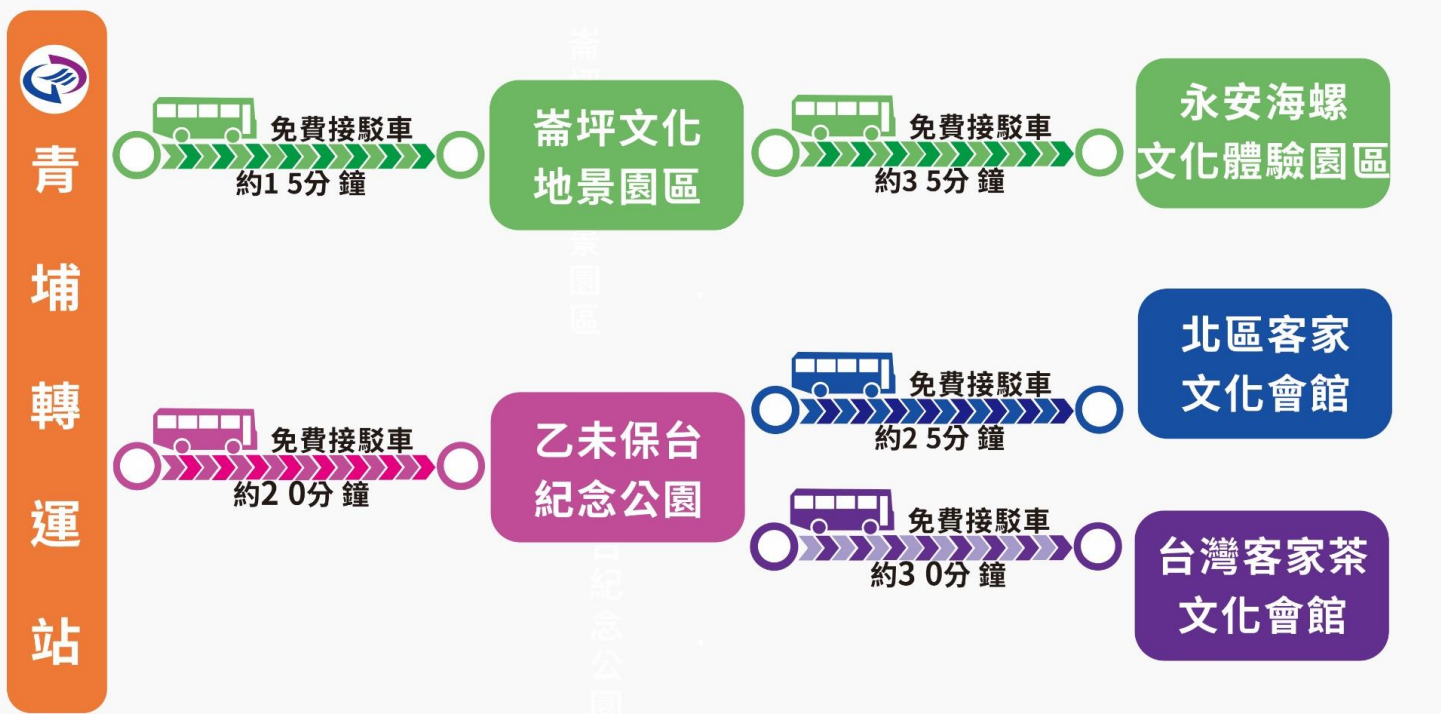 青埔轉運站
免費接駁車
約15分鐘
崙坪文化
地景園區
免費接駁車
約35分鐘
永安海螺
文化體驗園區
免費接駁車
約20分鐘
乙未保台
紀念公園
免費接駁車
約25分鐘
北區客家
文化會館
免費接駁車
約30分鐘
台灣客家茶
文化會館